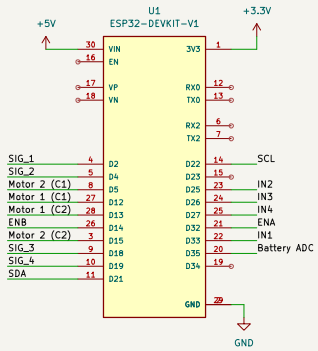 U1
ESP32-DEVKIT-V1
+5V
+3.3V
30 VIN 3V3 1
16 EN
17 VP RX0 12
18 VN TX0 13
RX2 6
TX2 7
SIG_1 4 D2 D22 14 SCL
SIG_2 5 D4 D23 15
Motor 2 (C1) 8 D5 D25 23 IN2
Motor 1 (C1) 27 D12 D26 24 IN3
Motor 1 (C2) 28 D13 D27 25 IN4
ENB 26 D14 D32 21 ENA
Motor 2 (C2) 3 D15 D33 22 IN1
SIG_3 9 D18 D35 20 Battery ADC
SIG_4 10 D19 D34 19
SDA 11 D21
GND
GND